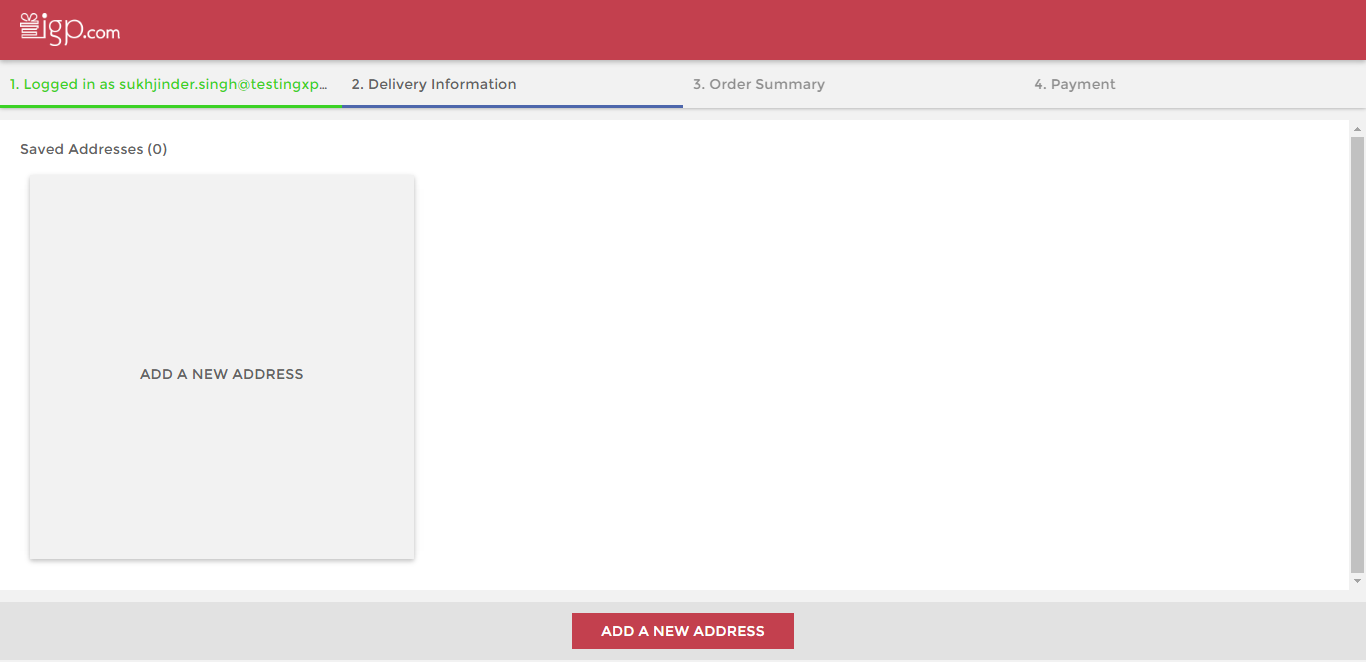 igp.com
1. Logged in as sukhjinder.singh@testingxp...
2. Delivery Information
3. Order Summary
4. Payment
Saved Addresses (0)
ADD A NEW ADDRESS
ADD A NEW ADDRESS